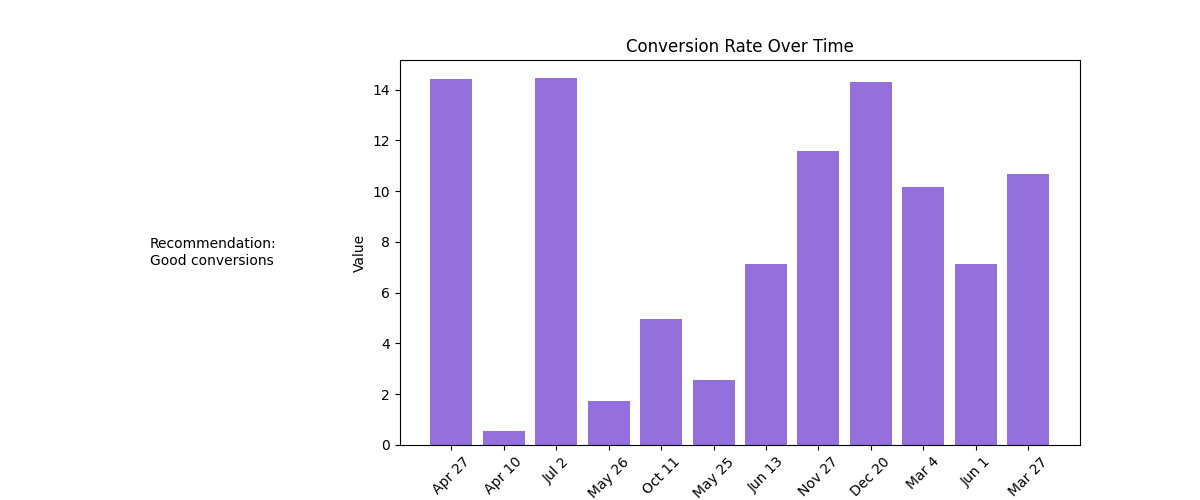 Conversion Rate Over Time
Recommendation:
Good conversions
Value
14
12
10
8
6
4
2
0
Apr 27
Apr 10
Jul 2
May 26
Oct 11
May 25
Jun 13
Nov 27
Dec 20
Mar 4
Jun 1
Mar 27